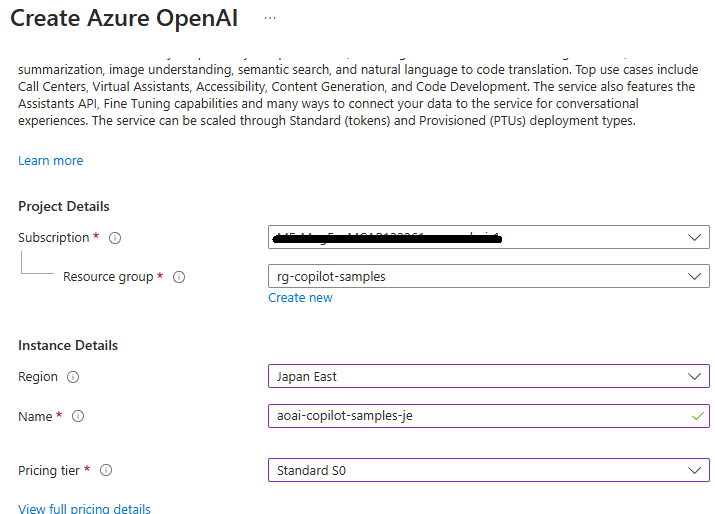 Create Azure OpenAI ...
summarization, image understanding, semantic search, and natural language to code translation. Top use cases include
Call Centers, Virtual Assistants, Accessibility, Content Generation, and Code Development. The service also features the
Assistants API, Fine Tuning capabilities and many ways to connect your data to the service for conversational
experiences. The service can be scaled through Standard (tokens) and Provisioned (PTUs) deployment types.
Learn more
Project Details
Subscription *
Resource group * rg-copilot-samples
Create new
Instance Details
Region Japan East
Name * aoai-copilot-samples-je
Pricing tier * Standard S0
View full pricing details